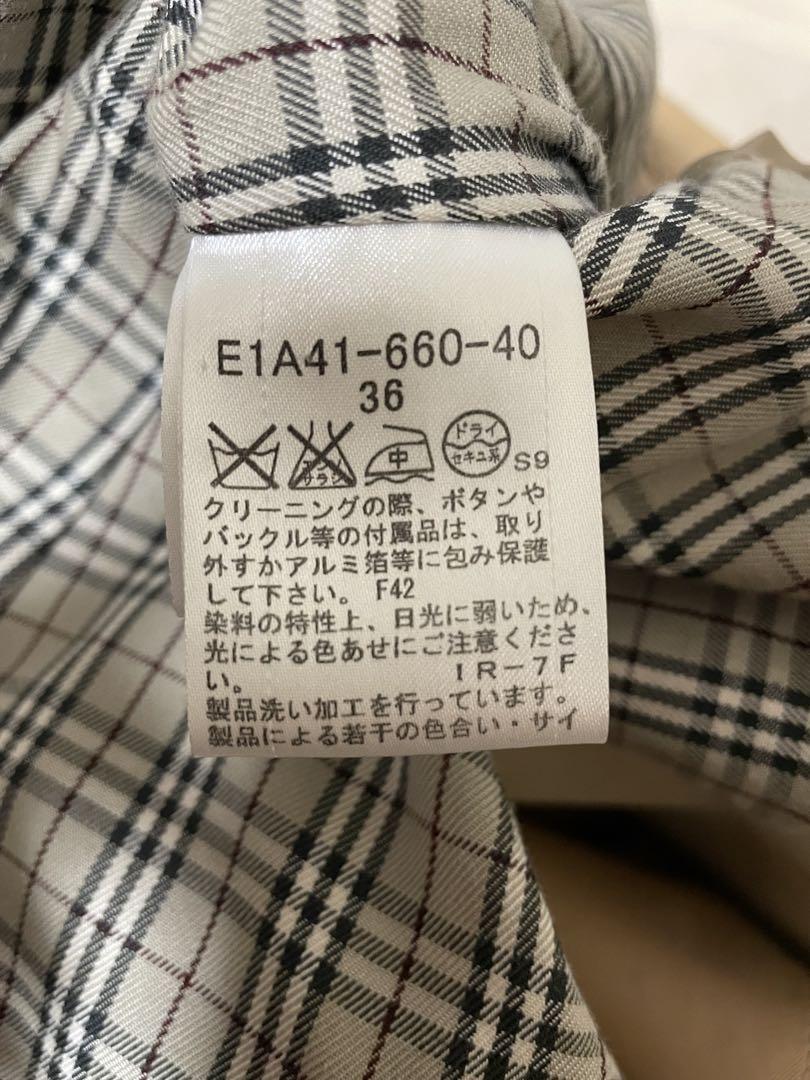 E1A41-660-40
36
サラシ
中
ドライ
セキユ系
S9
クリーニングの際、ボタンや
バックル等の付属品は、取り
外すかアルミ箔等に包み保護
して下さい。 F42
染料の特性上、日光に弱いため、
光による色あせにご注意くださ
い。 IR-7F
製品洗い加工を行っています。
製品による若干の色合い・サイ